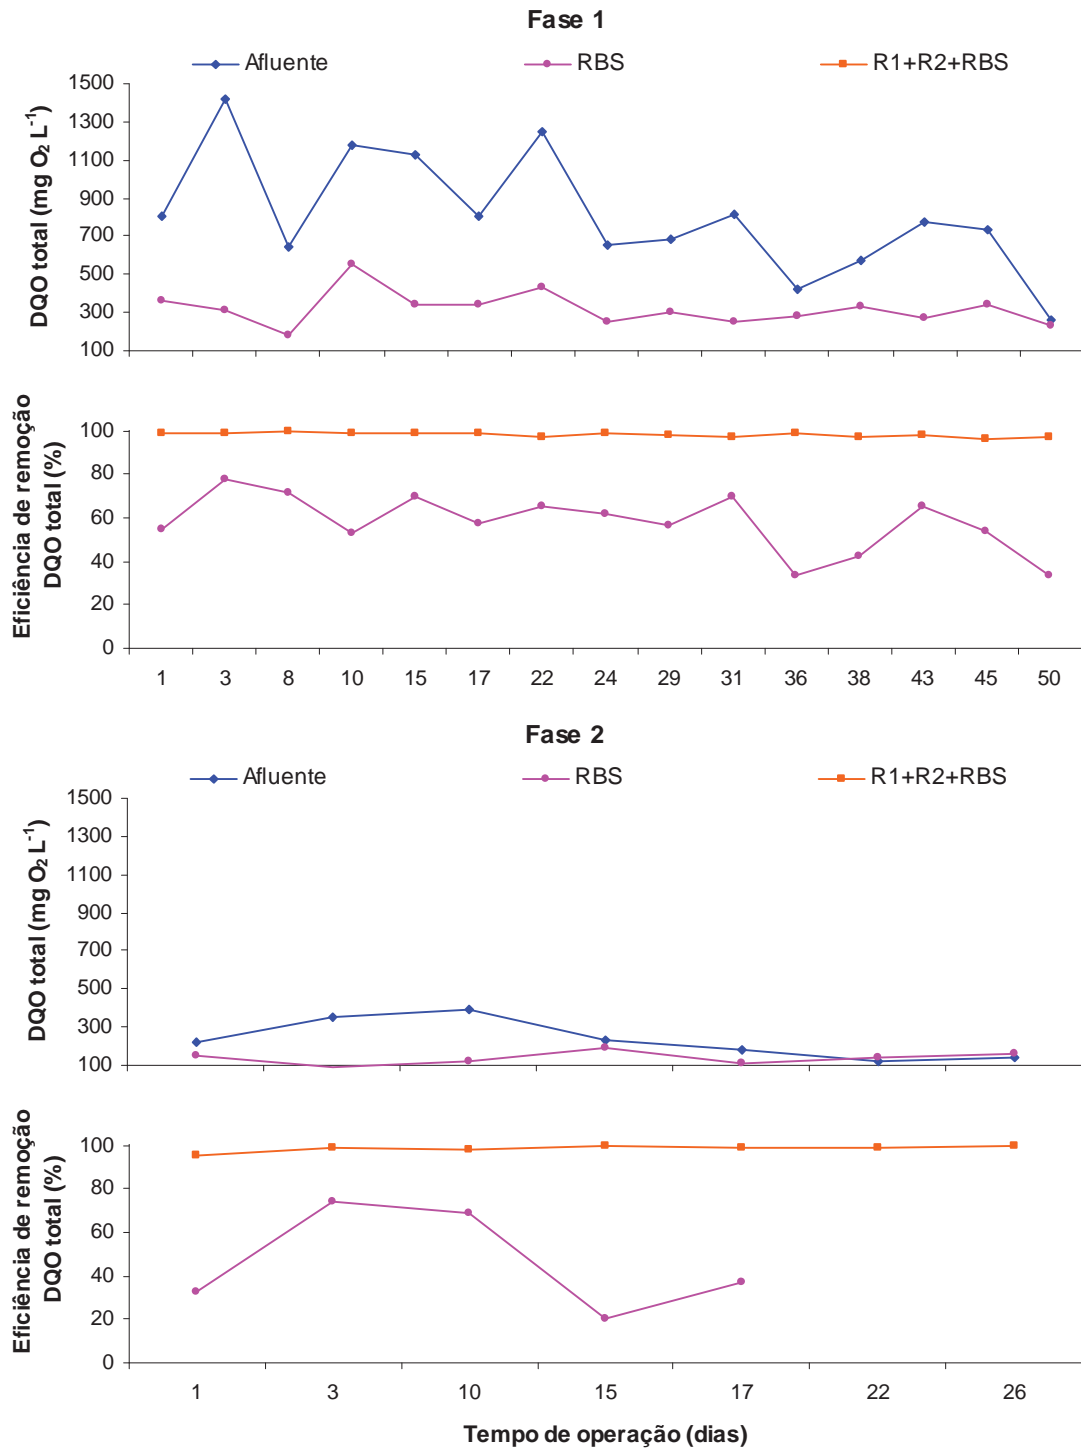 Fase 1
Afluente RBS R1+R2+RBS
DQO total (mg O₂ L⁻¹)
1500
1300
1100
900
700
500
300
100
Eficiência de remoção
DQO total (%)
100
80
60
40
20
0
1 3 8 10 15 17 22 24 29 31 36 38 43 45 50
Fase 2
Afluente RBS R1+R2+RBS
DQO total (mg O₂ L⁻¹)
1500
1300
1100
900
700
500
300
100
Eficiência de remoção
DQO total (%)
100
80
60
40
20
0
1 3 10 15 17 22 26
Tempo de operação (dias)